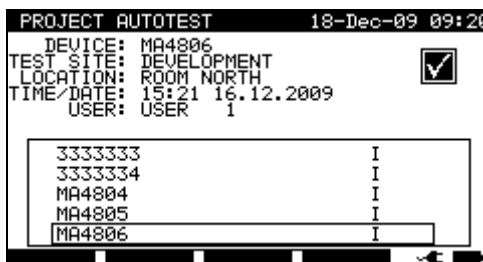 PROJECT AUTOTEST 18-Dec-09 09:20
DEVICE: MA4806
TEST SITE: DEVELOPMENT
LOCATION: ROOM NORTH
TIME/DATE: 15:21 16.12.2009
USER: USER 1
3333333 I
3333334 I
MA4804 I
MA4805 I
MA4806 I